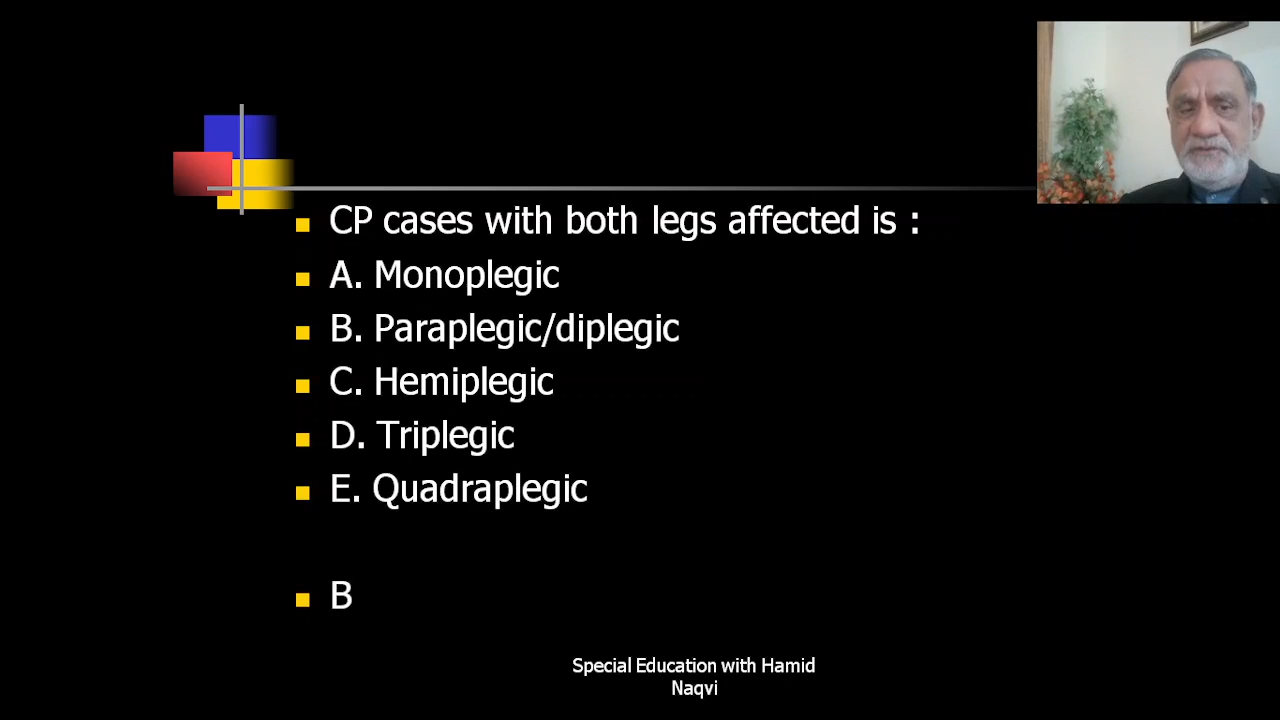 CP cases with both legs affected is :
A. Monoplegic
B. Paraplegic/diplegic
C. Hemiplegic
D. Triplegic
E. Quadraplegic
B
Special Education with Hamid
Naqvi